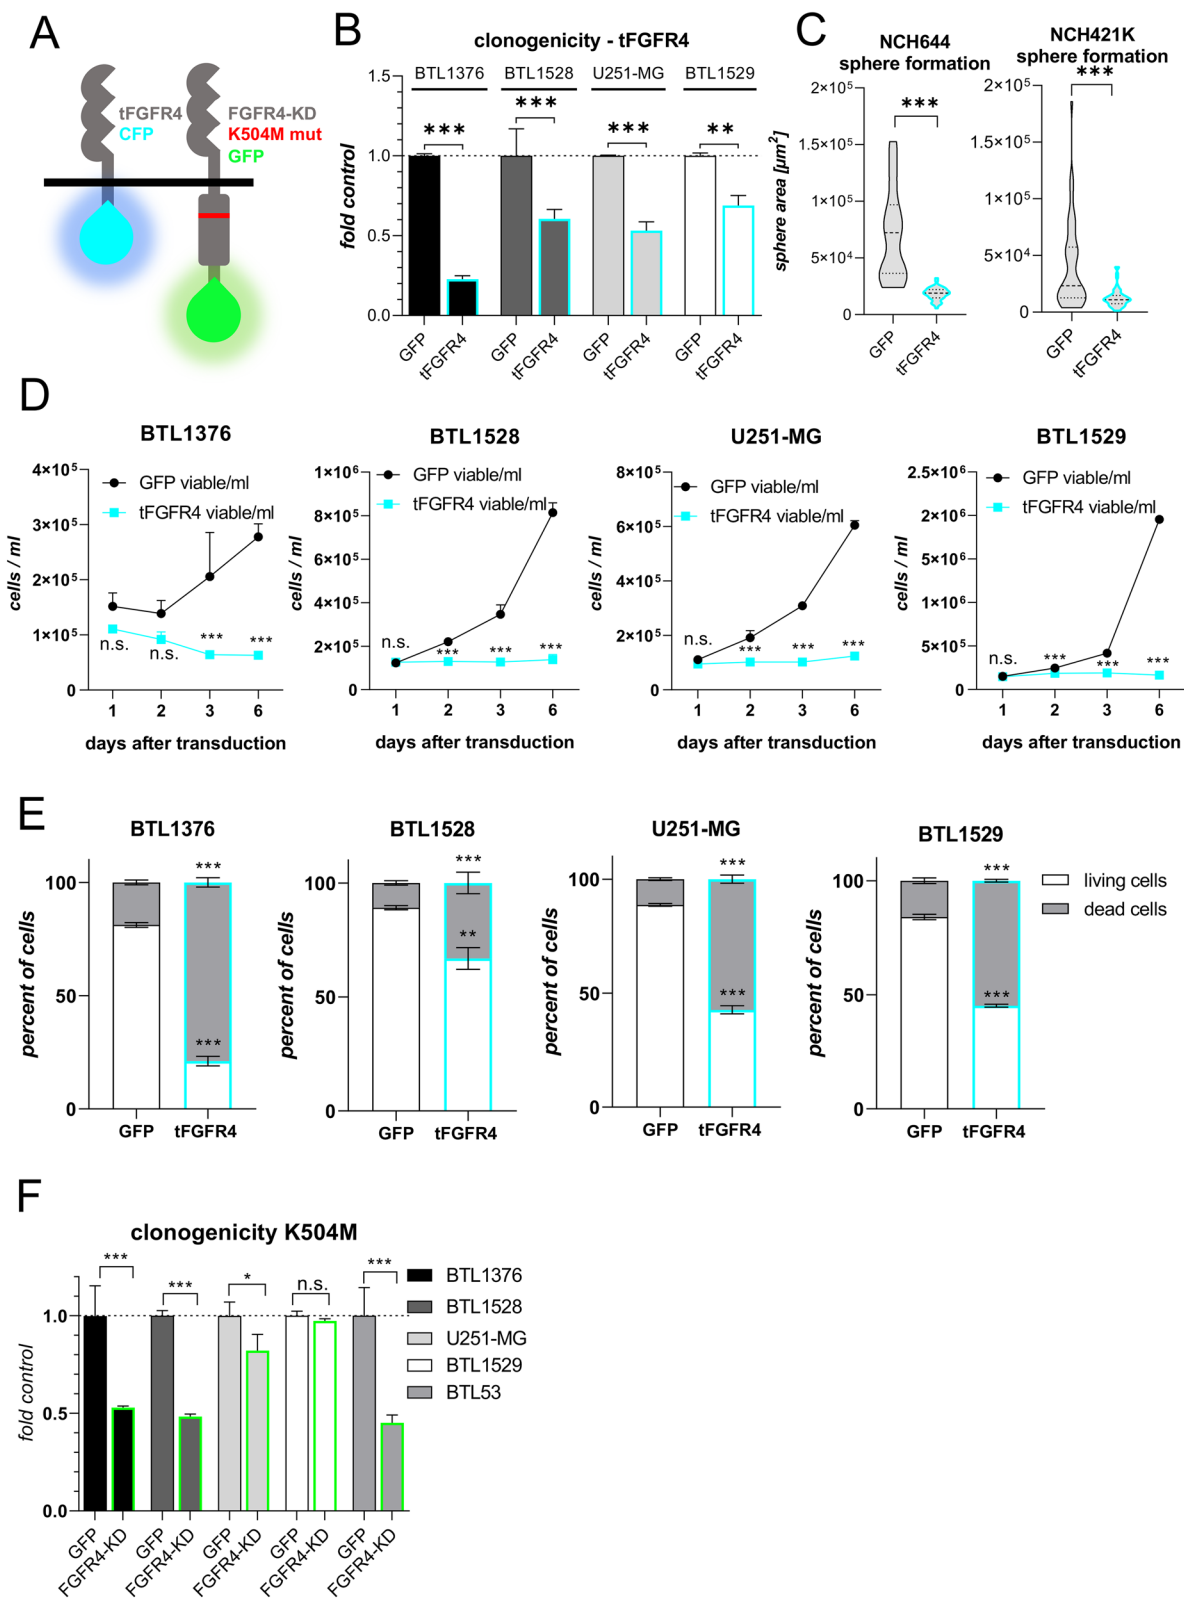 A
tFGFR4
CFP
FGFR4-KD
K504M mut
GFP
B
clonogenicity - tFGFR4
BTL1376 BTL1528 U251-MG BTL1529
*** *** *** **
fold control
1.5
1.0
0.5
0.0
GFP tFGFR4 GFP tFGFR4 GFP tFGFR4 GFP tFGFR4
C
NCH644
sphere formation
***
sphere area [µm²]
2×10⁵
1.5×10⁵
1×10⁵
5×10⁴
0
GFP tFGFR4
NCH421K
sphere formation
***
2×10⁵
1.5×10⁵
1×10⁵
5×10⁴
0
GFP tFGFR4
D
BTL1376
GFP viable/ml
tFGFR4 viable/ml
cells / ml
4×10⁵
3×10⁵
2×10⁵
1×10⁵
0
n.s. n.s. *** ***
1 2 3 6
days after transduction
BTL1528
GFP viable/ml
tFGFR4 viable/ml
cells / ml
1×10⁶
8×10⁵
6×10⁵
4×10⁵
2×10⁵
0
n.s. *** *** ***
1 2 3 6
days after transduction
U251-MG
GFP viable/ml
tFGFR4 viable/ml
cells / ml
8×10⁵
6×10⁵
4×10⁵
2×10⁵
0
n.s. *** *** ***
1 2 3 6
days after transduction
BTL1529
GFP viable/ml
tFGFR4 viable/ml
cells / ml
2.5×10⁶
2×10⁶
5×10⁶
1×10⁶
5×10⁵
0
n.s. *** *** ***
1 2 3 6
days after transduction
E
BTL1376
percent of cells
100
50
0
***
***
GFP tFGFR4
BTL1528
percent of cells
100
50
0
***
**
GFP tFGFR4
U251-MG
percent of cells
100
50
0
***
***
GFP tFGFR4
BTL1529
percent of cells
100
50
0
***
***
GFP tFGFR4
living cells
dead cells
F
clonogenicity K504M
*** *** * n.s. ***
fold control
1.0
0.5
0.0
GFP FGFR4-KD GFP FGFR4-KD GFP FGFR4-KD GFP FGFR4-KD GFP FGFR4-KD
BTL1376
BTL1528
U251-MG
BTL1529
BTL53